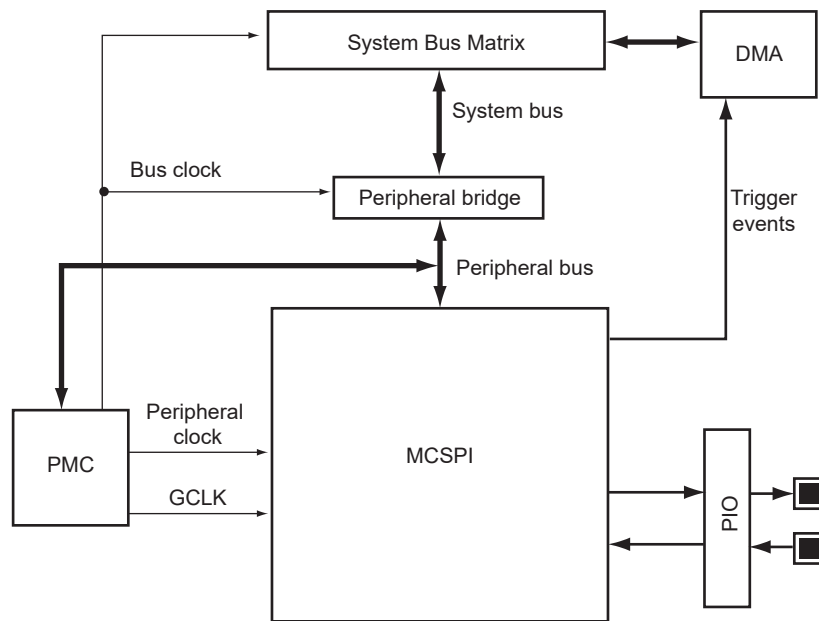 System Bus Matrix
DMA
System bus
Bus clock
Peripheral bridge
Trigger
events
Peripheral bus
Peripheral
clock
PMC
MCSPI
GCLK
PIO